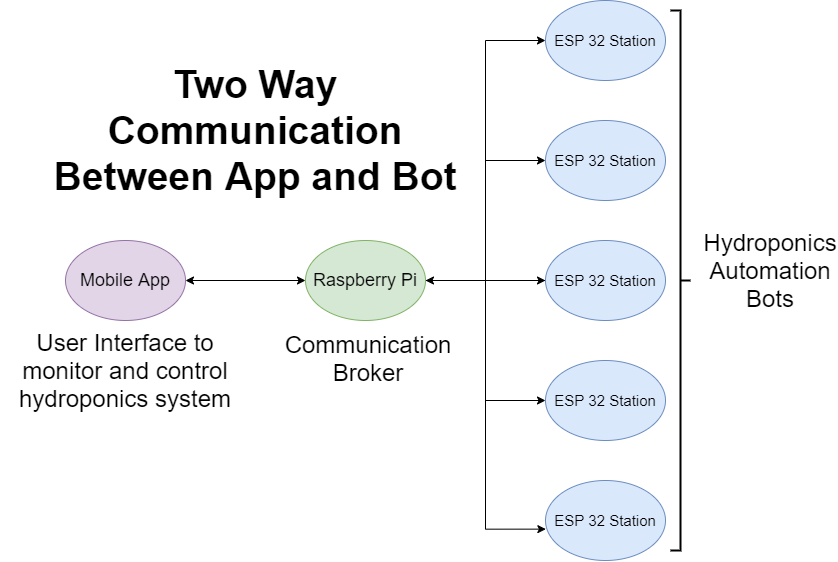 Two Way
Communication
Between App and Bot
ESP 32 Station
ESP 32 Station
Mobile App
Raspberry Pi
ESP 32 Station
ESP 32 Station
ESP 32 Station
User Interface to
monitor and control
hydroponics system
Communication
Broker
Hydroponics
Automation
Bots